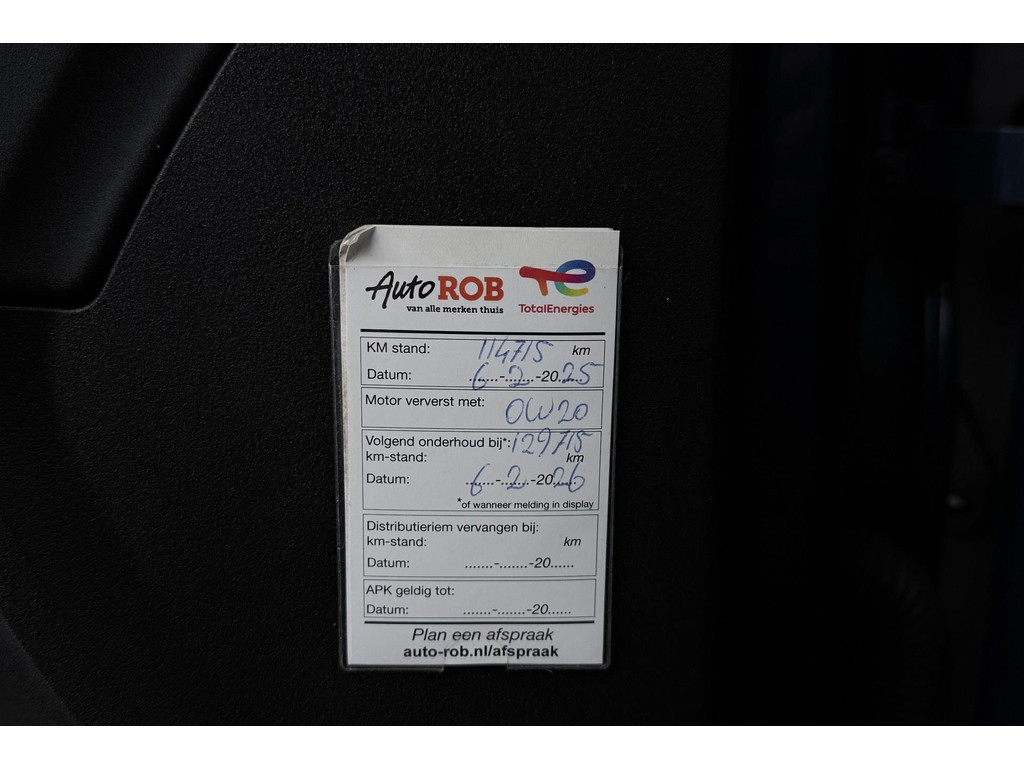 Auto ROB
van alle merken thuis
TotalEnergies
KM stand: 114715 km
Datum: 6-2-2025
Motor ververst met: 0W20
Volgend onderhoud bij*: 129715
km-stand: km
Datum: 6-2-2026
*of wanneer melding in display
Distributieriem vervangen bij:
km-stand: km
Datum: .......-.......-20......
APK geldig tot:
Datum: .......-.......-20......
Plan een afspraak
auto-rob.nl/afspraak